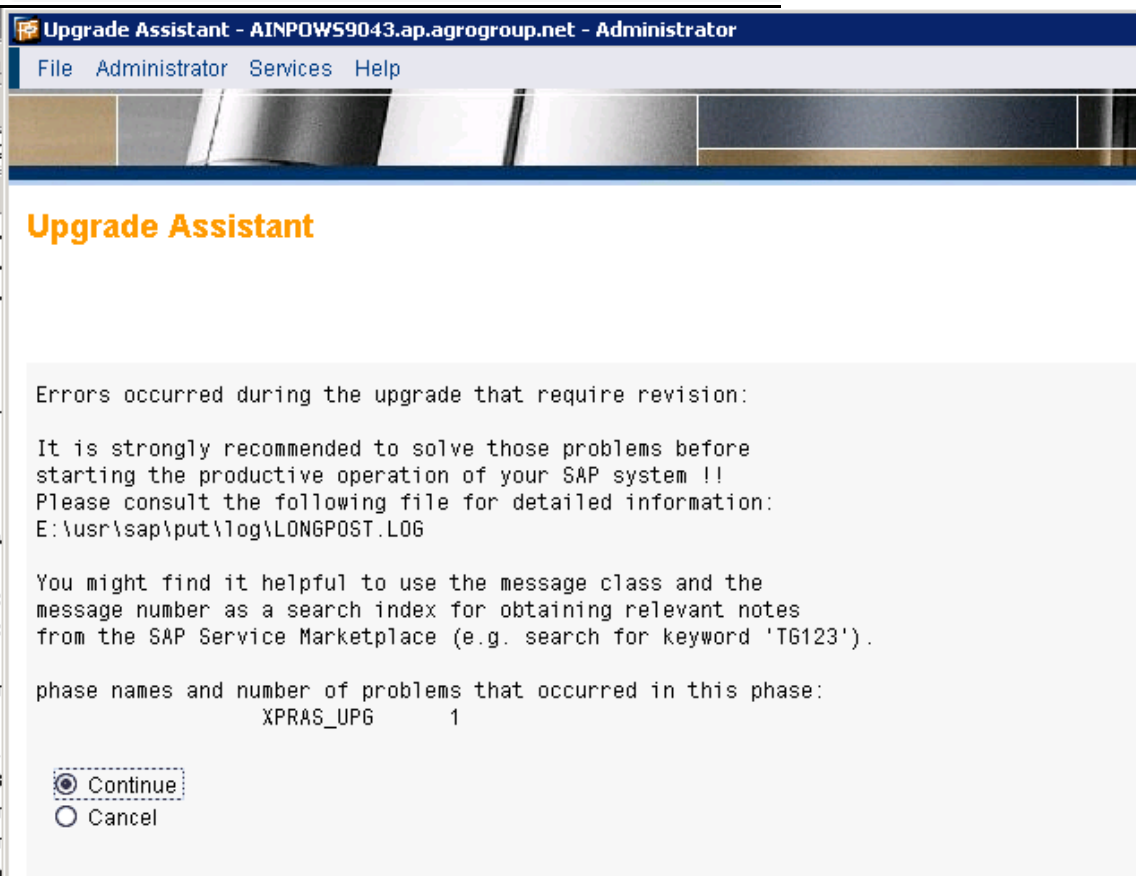 Upgrade Assistant - AINPOWS9043.ap.agrogroup.net - Administrator
File Administrator Services Help
Upgrade Assistant
Errors occurred during the upgrade that require revision:
It is strongly recommended to solve those problems before
starting the productive operation of your SAP system !!
Please consult the following file for detailed information:
E:\usr\sap\put\log\LONGPOST.LOG
You might find it helpful to use the message class and the
message number as a search index for obtaining relevant notes
from the SAP Service Marketplace (e.g. search for keyword 'TG123').
phase names and number of problems that occurred in this phase:
XPRAS_UPG 1
Continue
Cancel